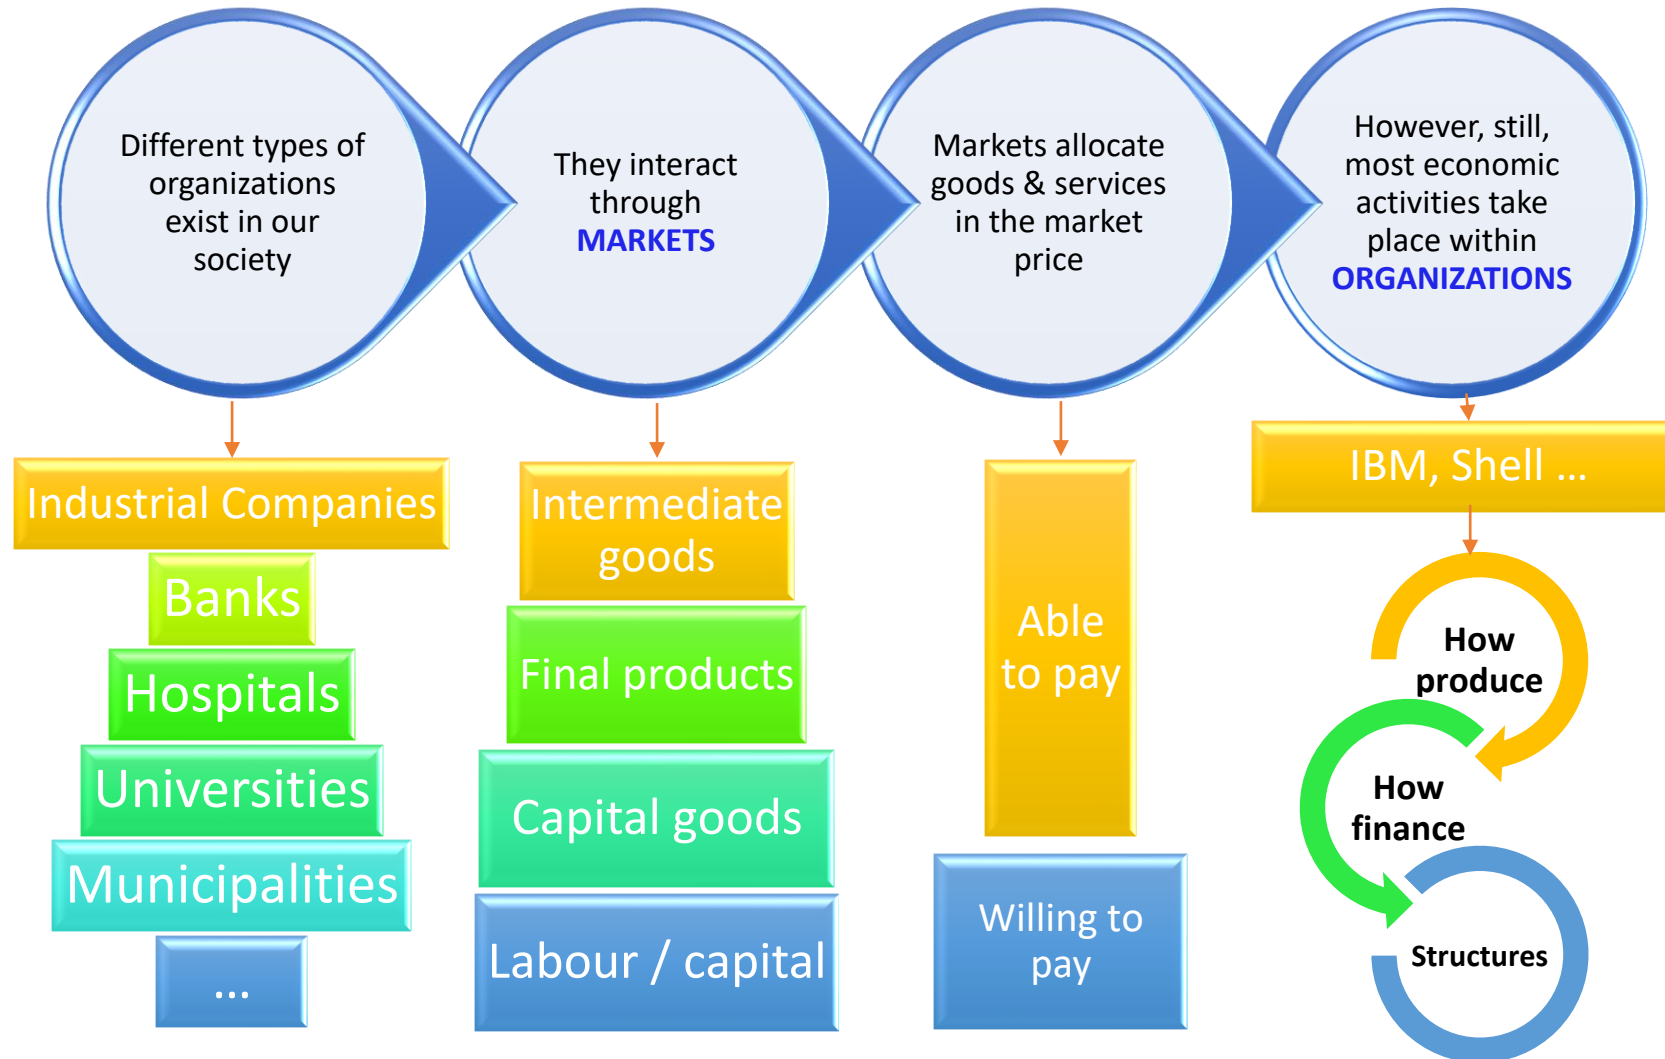 Different types of
organizations
exist in our
society
They interact
through
MARKETS
Markets allocate
goods & services
in the market
price
However, still,
most economic
activities take
place within
ORGANIZATIONS
Industrial Companies
Banks
Hospitals
Universities
Municipalities
...
Intermediate
goods
Final products
Capital goods
Labour / capital
Able
to pay
Willing to
pay
IBM, Shell ...
How
produce
How
finance
Structures